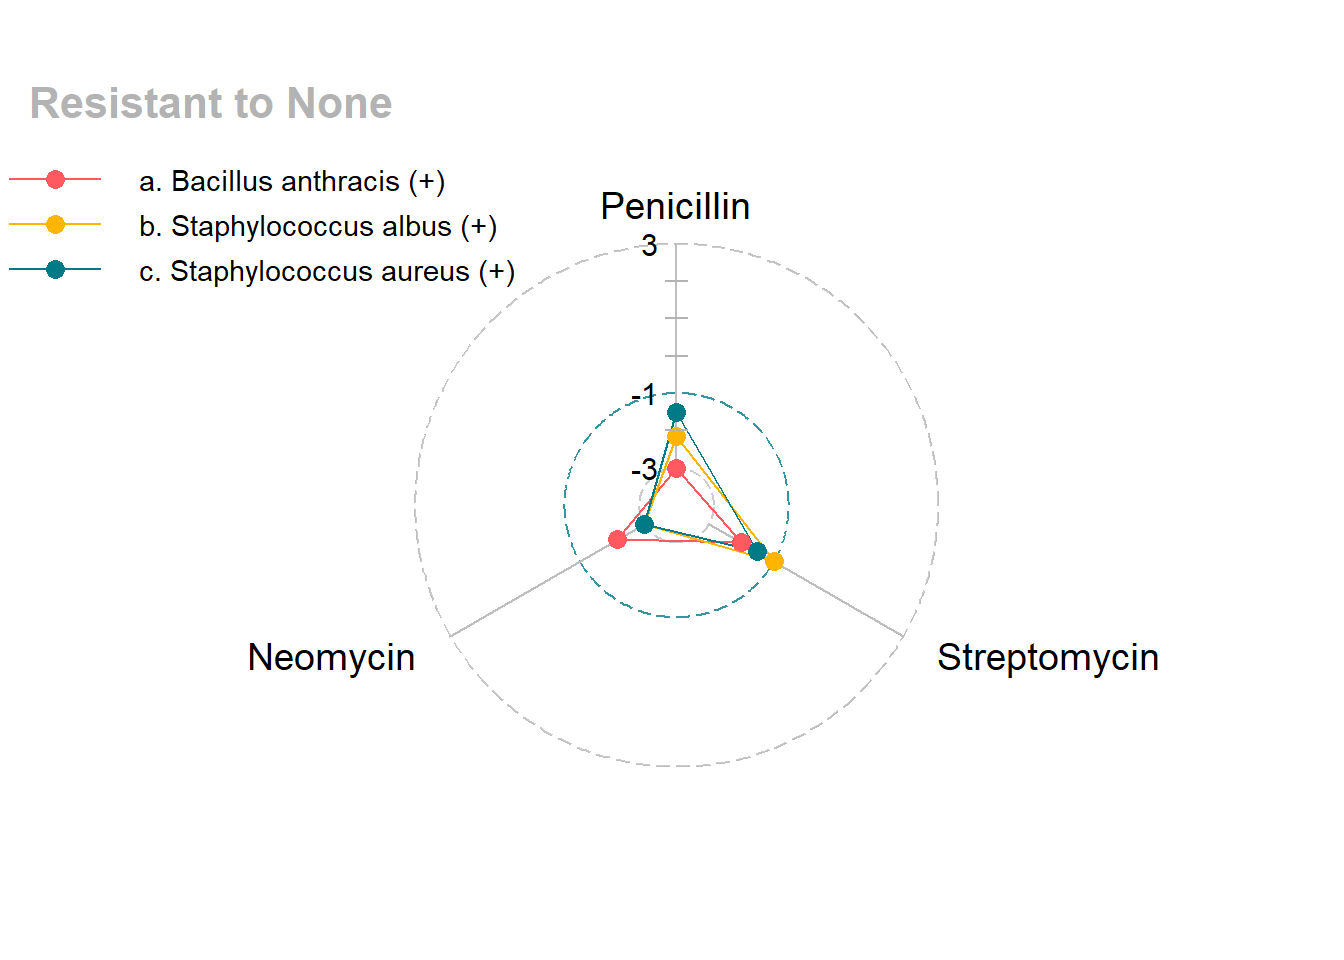 Resistant to None
a. Bacillus anthracis (+)
b. Staphylococcus albus (+)
c. Staphylococcus aureus (+)
Penicillin
3
-1
-3
Neomycin
Streptomycin